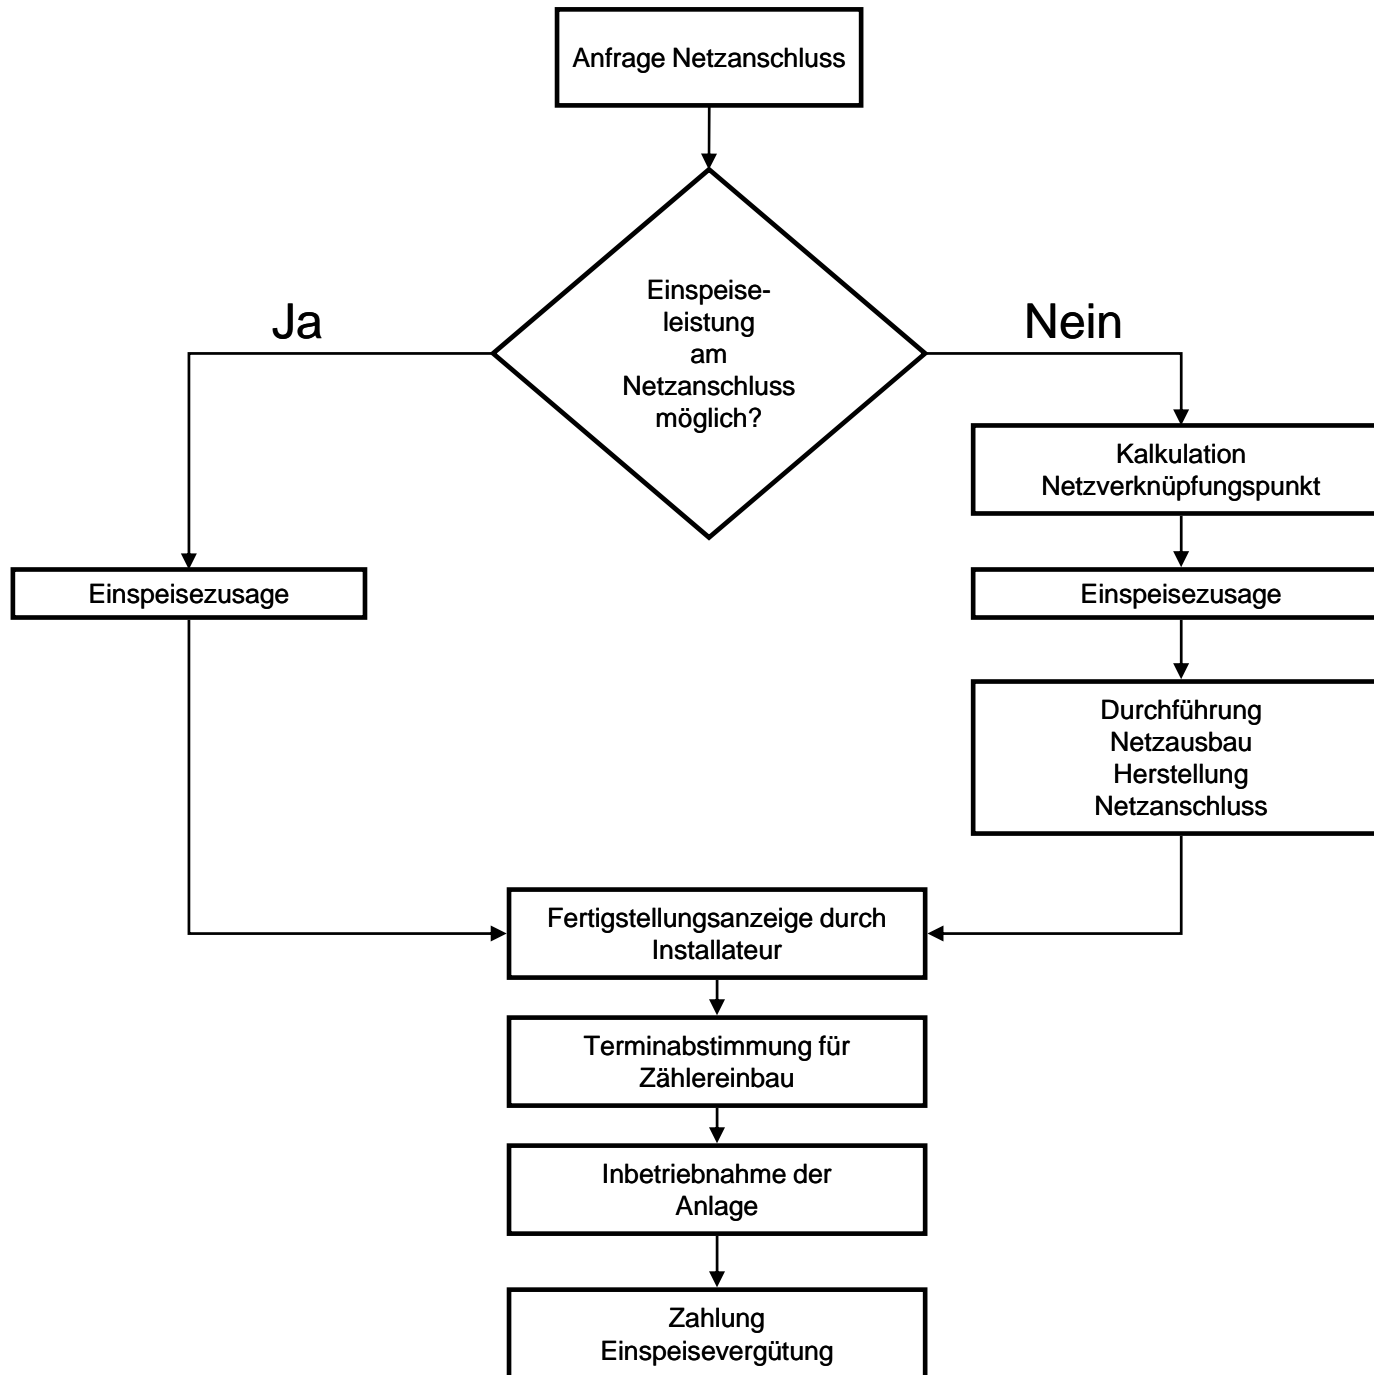 Anfrage Netzanschluss
Einspeise-
leistung
am
Netzanschluss
möglich?
Ja
Nein
Kalkulation
Netzverknüpfungspunkt
Einspeisezusage
Einspeisezusage
Durchführung
Netzausbau
Herstellung
Netzanschluss
Fertigstellungsanzeige durch
Installateur
Terminabstimmung für
Zählereinbau
Inbetriebnahme der
Anlage
Zahlung
Einspeisevergütung